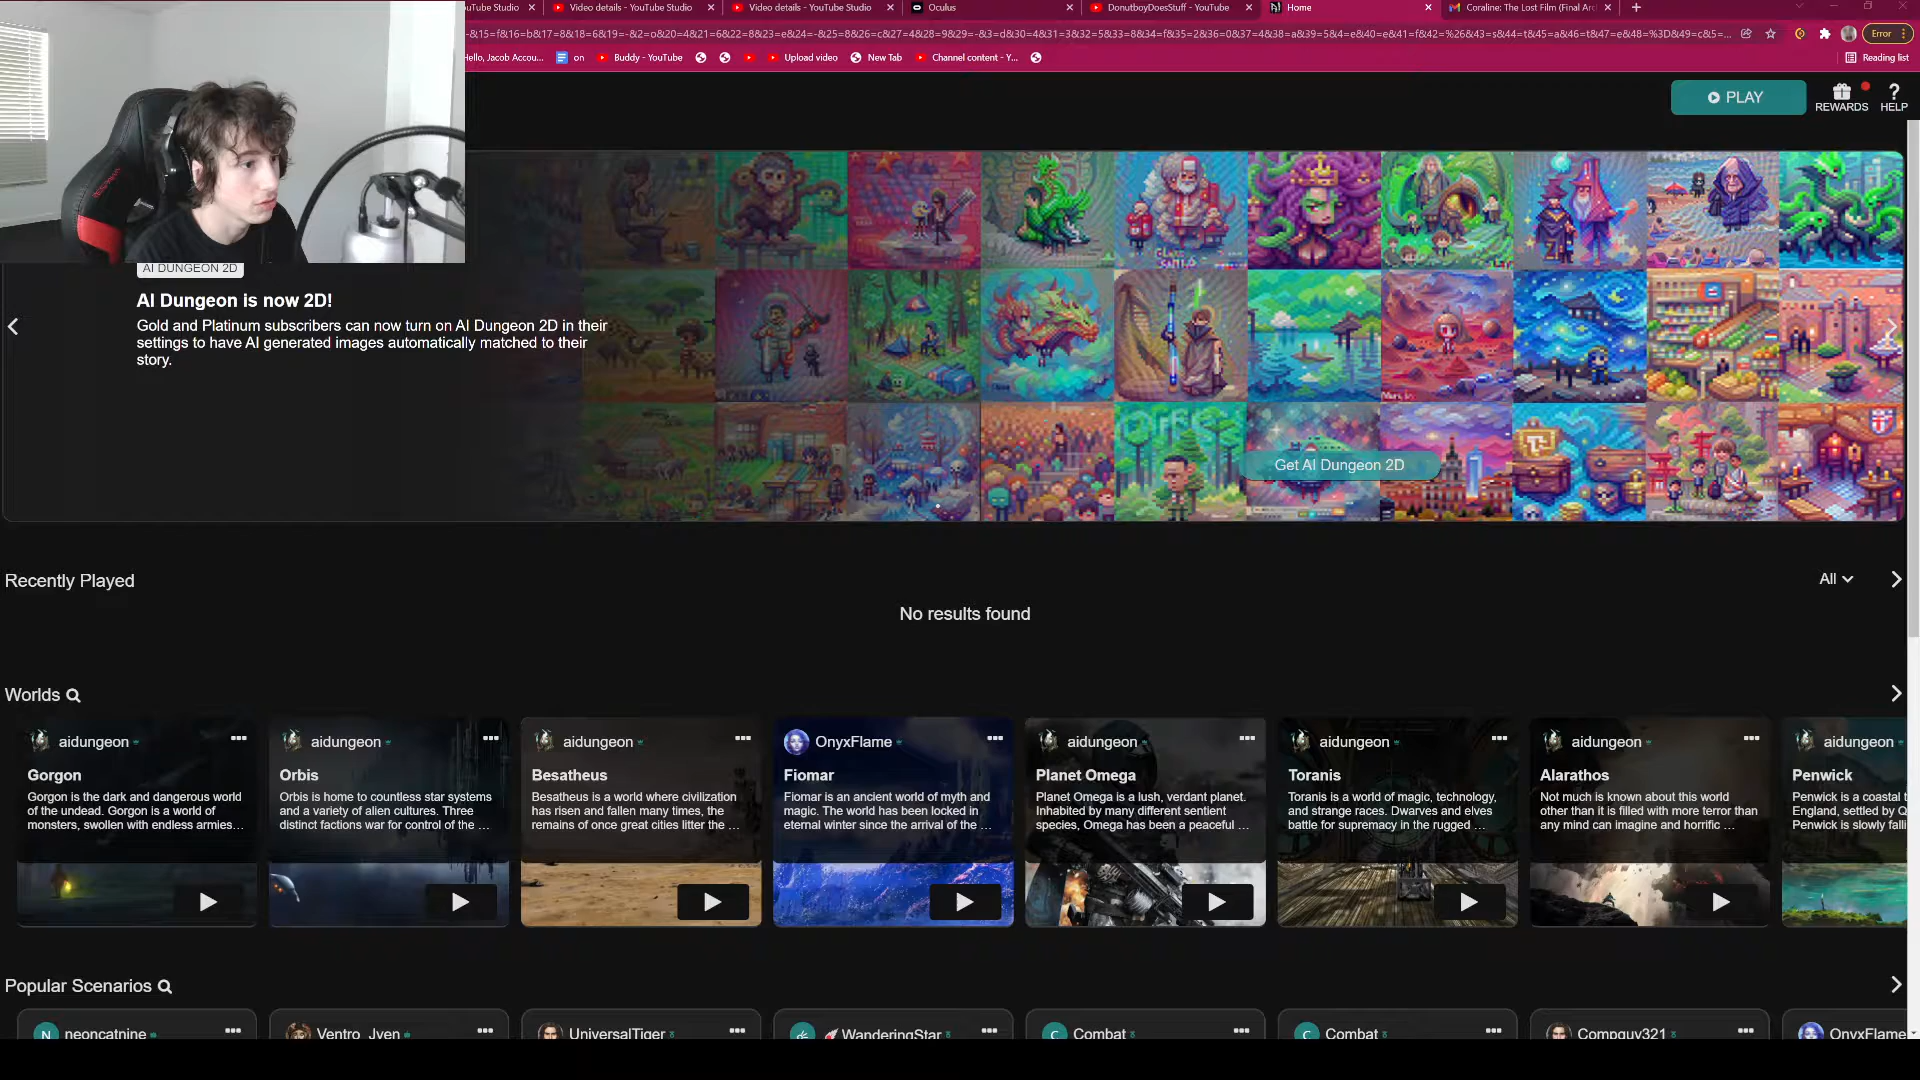 uTube Studio
Video details - YouTube Studio
Video details - YouTube Studio
Oculus
DonutboyDoesStuff - YouTube
Home
Coraline: The Lost Film (Final Arc
Error
Hello, Jacob Accou...
on
Buddy - YouTube
Upload video
New Tab
Channel content - Y...
Reading list
PLAY
REWARDS
HELP
AI DUNGEON 2D
AI Dungeon is now 2D!
Gold and Platinum subscribers can now turn on AI Dungeon 2D in their
settings to have AI generated images automatically matched to their
story.
Get AI Dungeon 2D
Recently Played
All
No results found
Worlds
aidungeon
Gorgon
Gorgon is the dark and dangerous world
of the undead. Gorgon is a world of
monsters, swollen with endless armies...
aidungeon
Orbis
Orbis is home to countless star systems
and a variety of alien cultures. Three
distinct factions war for control of the ...
aidungeon
Besatheus
Besatheus is a world where civilization
has risen and fallen many times, the
remains of once great cities litter the ...
OnyxFlame
Fiomar
Fiomar is an ancient world of myth and
magic. The world has been locked in
eternal winter since the arrival of the ...
aidungeon
Planet Omega
Planet Omega is a lush, verdant planet.
Inhabited by many different sentient
species, Omega has been a peaceful ...
aidungeon
Toranis
Toranis is a world of magic, technology,
and strange races. Dwarves and elves
battle for supremacy in the rugged ...
aidungeon
Alarathos
Not much is known about this world
other than it is filled with more terror than
any mind can imagine and horrific ...
aidungeon
Penwick
Penwick is a coastal t
England, settled by Q
Penwick is slowly falli
Popular Scenarios
N neoncatnine
Ventro_Jven
UniversalTiger
WanderingStar
C Combat
C Combat
Compguy321
OnyxFlame